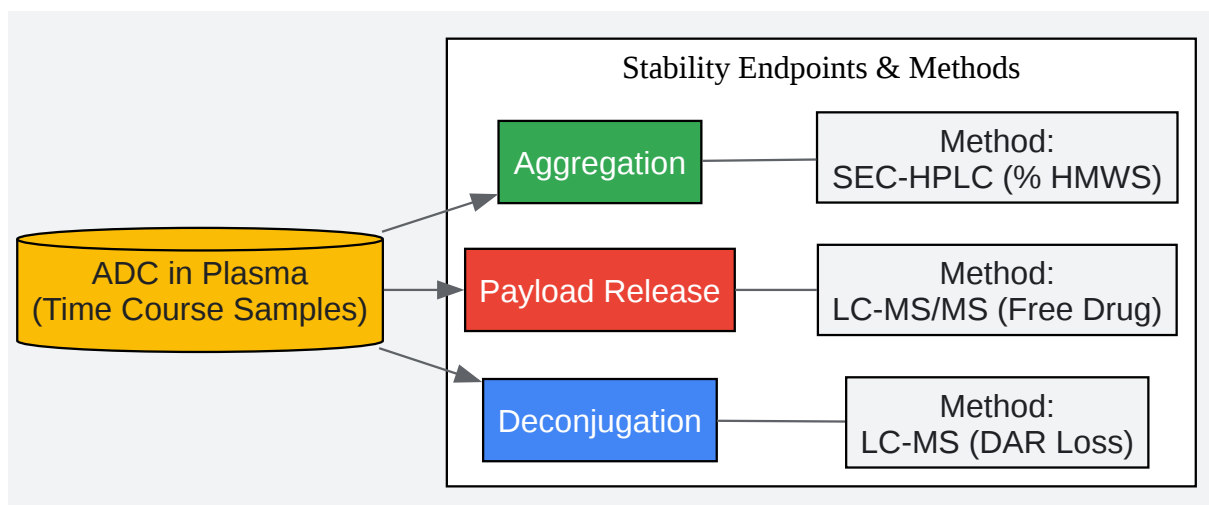 Stability Endpoints & Methods
Aggregation
Method:
SEC-HPLC (% HMWS)
ADC in Plasma
(Time Course Samples)
Payload Release
Method:
LC-MS/MS (Free Drug)
Deconjugation
Method:
LC-MS (DAR Loss)